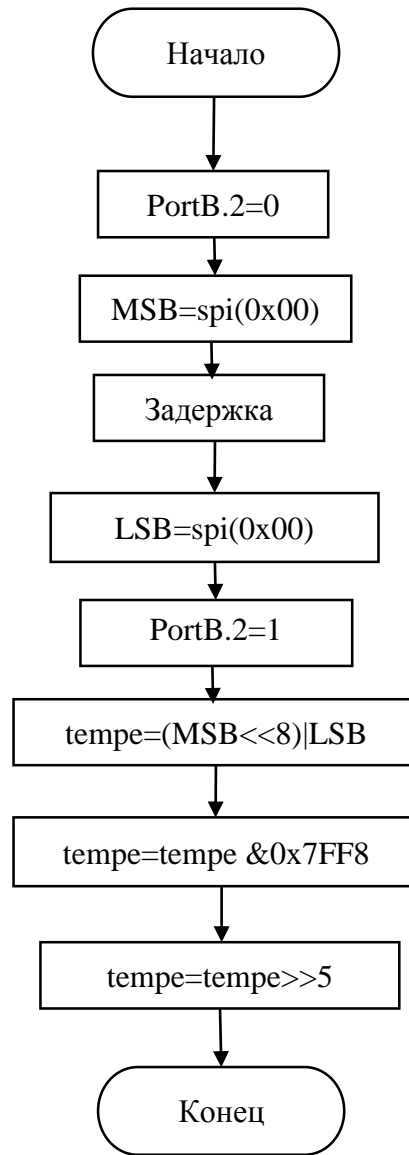 Начало
PortB.2=0
MSB=spi(0x00)
Задержка
LSB=spi(0x00)
PortB.2=1
tempe=(MSB<<8)|LSB
tempe=tempe &0x7FF8
tempe=tempe>>5
Конец